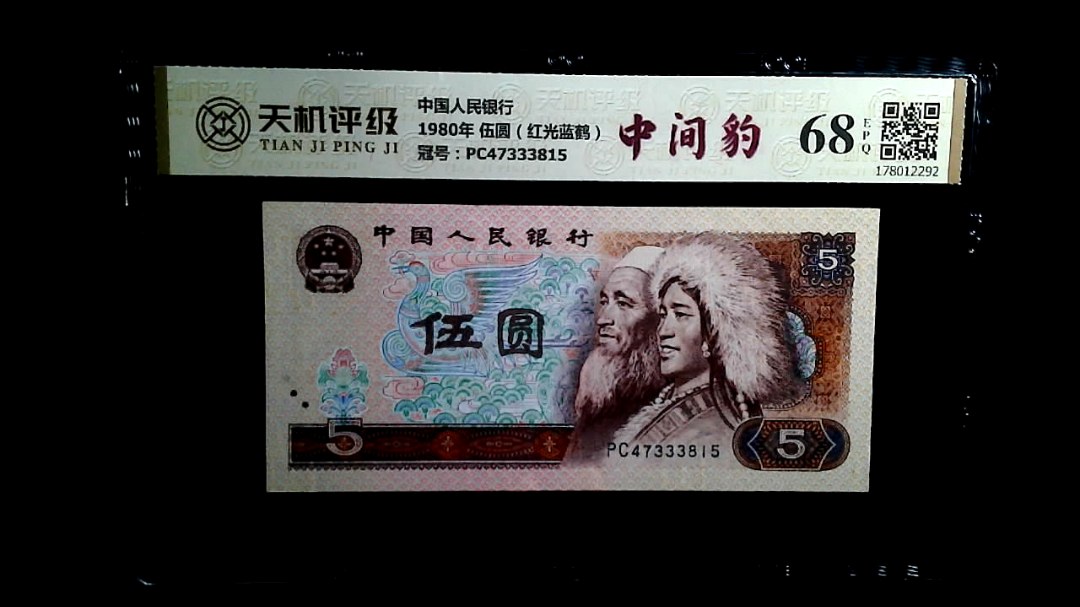 天机评级
TIAN JI PING JI
中国人民银行
1980年 伍圆（红光蓝鹤）
冠号：PC47333815
中间豹
68
EPQ
178012292
中国人民银行
5
伍圆
5
PC47333815
5